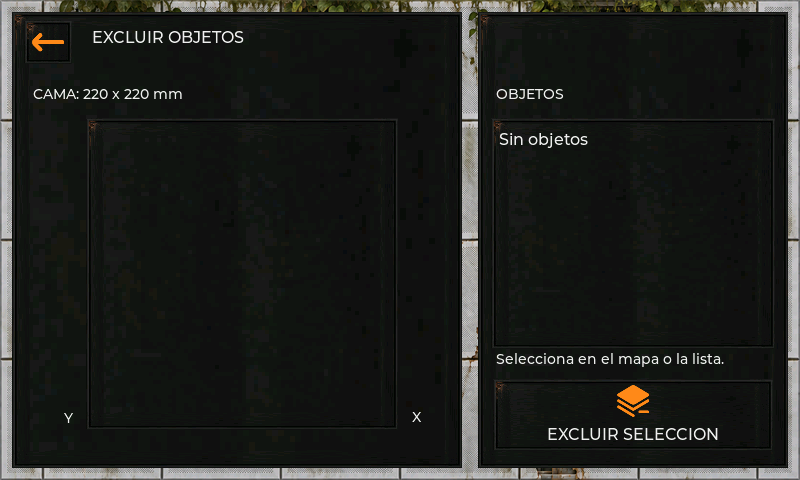 EXCLUIR OBJETOS
CAMA: 220 x 220 mm
Y
X
OBJETOS
Sin objetos
Selecciona en el mapa o la lista.
EXCLUIR SELECCION